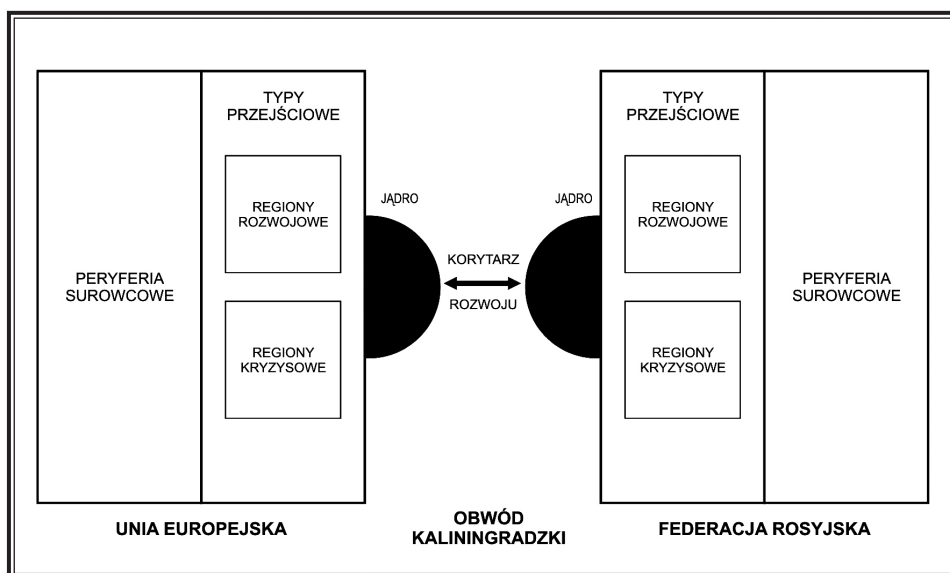 PERYFERIA
SUROWCOWE
TYPY
PRZEJŚCIOWE
REGIONY
ROZWOJOWE
REGIONY
KRYZYSOWE
JĄDRO
KORYTARZ
ROZWOJU
JĄDRO
TYPY
PRZEJŚCIOWE
REGIONY
ROZWOJOWE
REGIONY
KRYZYSOWE
PERYFERIA
SUROWCOWE
UNIA EUROPEJSKA
OBWÓD
KALININGRADZKI
FEDERACJA ROSYJSKA